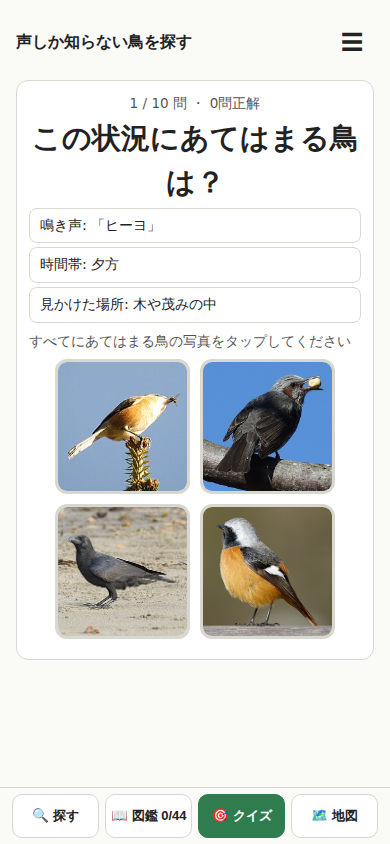 声しか知らない鳥を探す
1 / 10 問 ・ 0問正解
この状況にあてはまる鳥
は？
鳴き声: 「ヒーヨ」
時間帯: 夕方
見かけた場所: 木や茂みの中
すべてにあてはまる鳥の写真をタップしてください
探す
図鑑 0/44
クイズ
地図